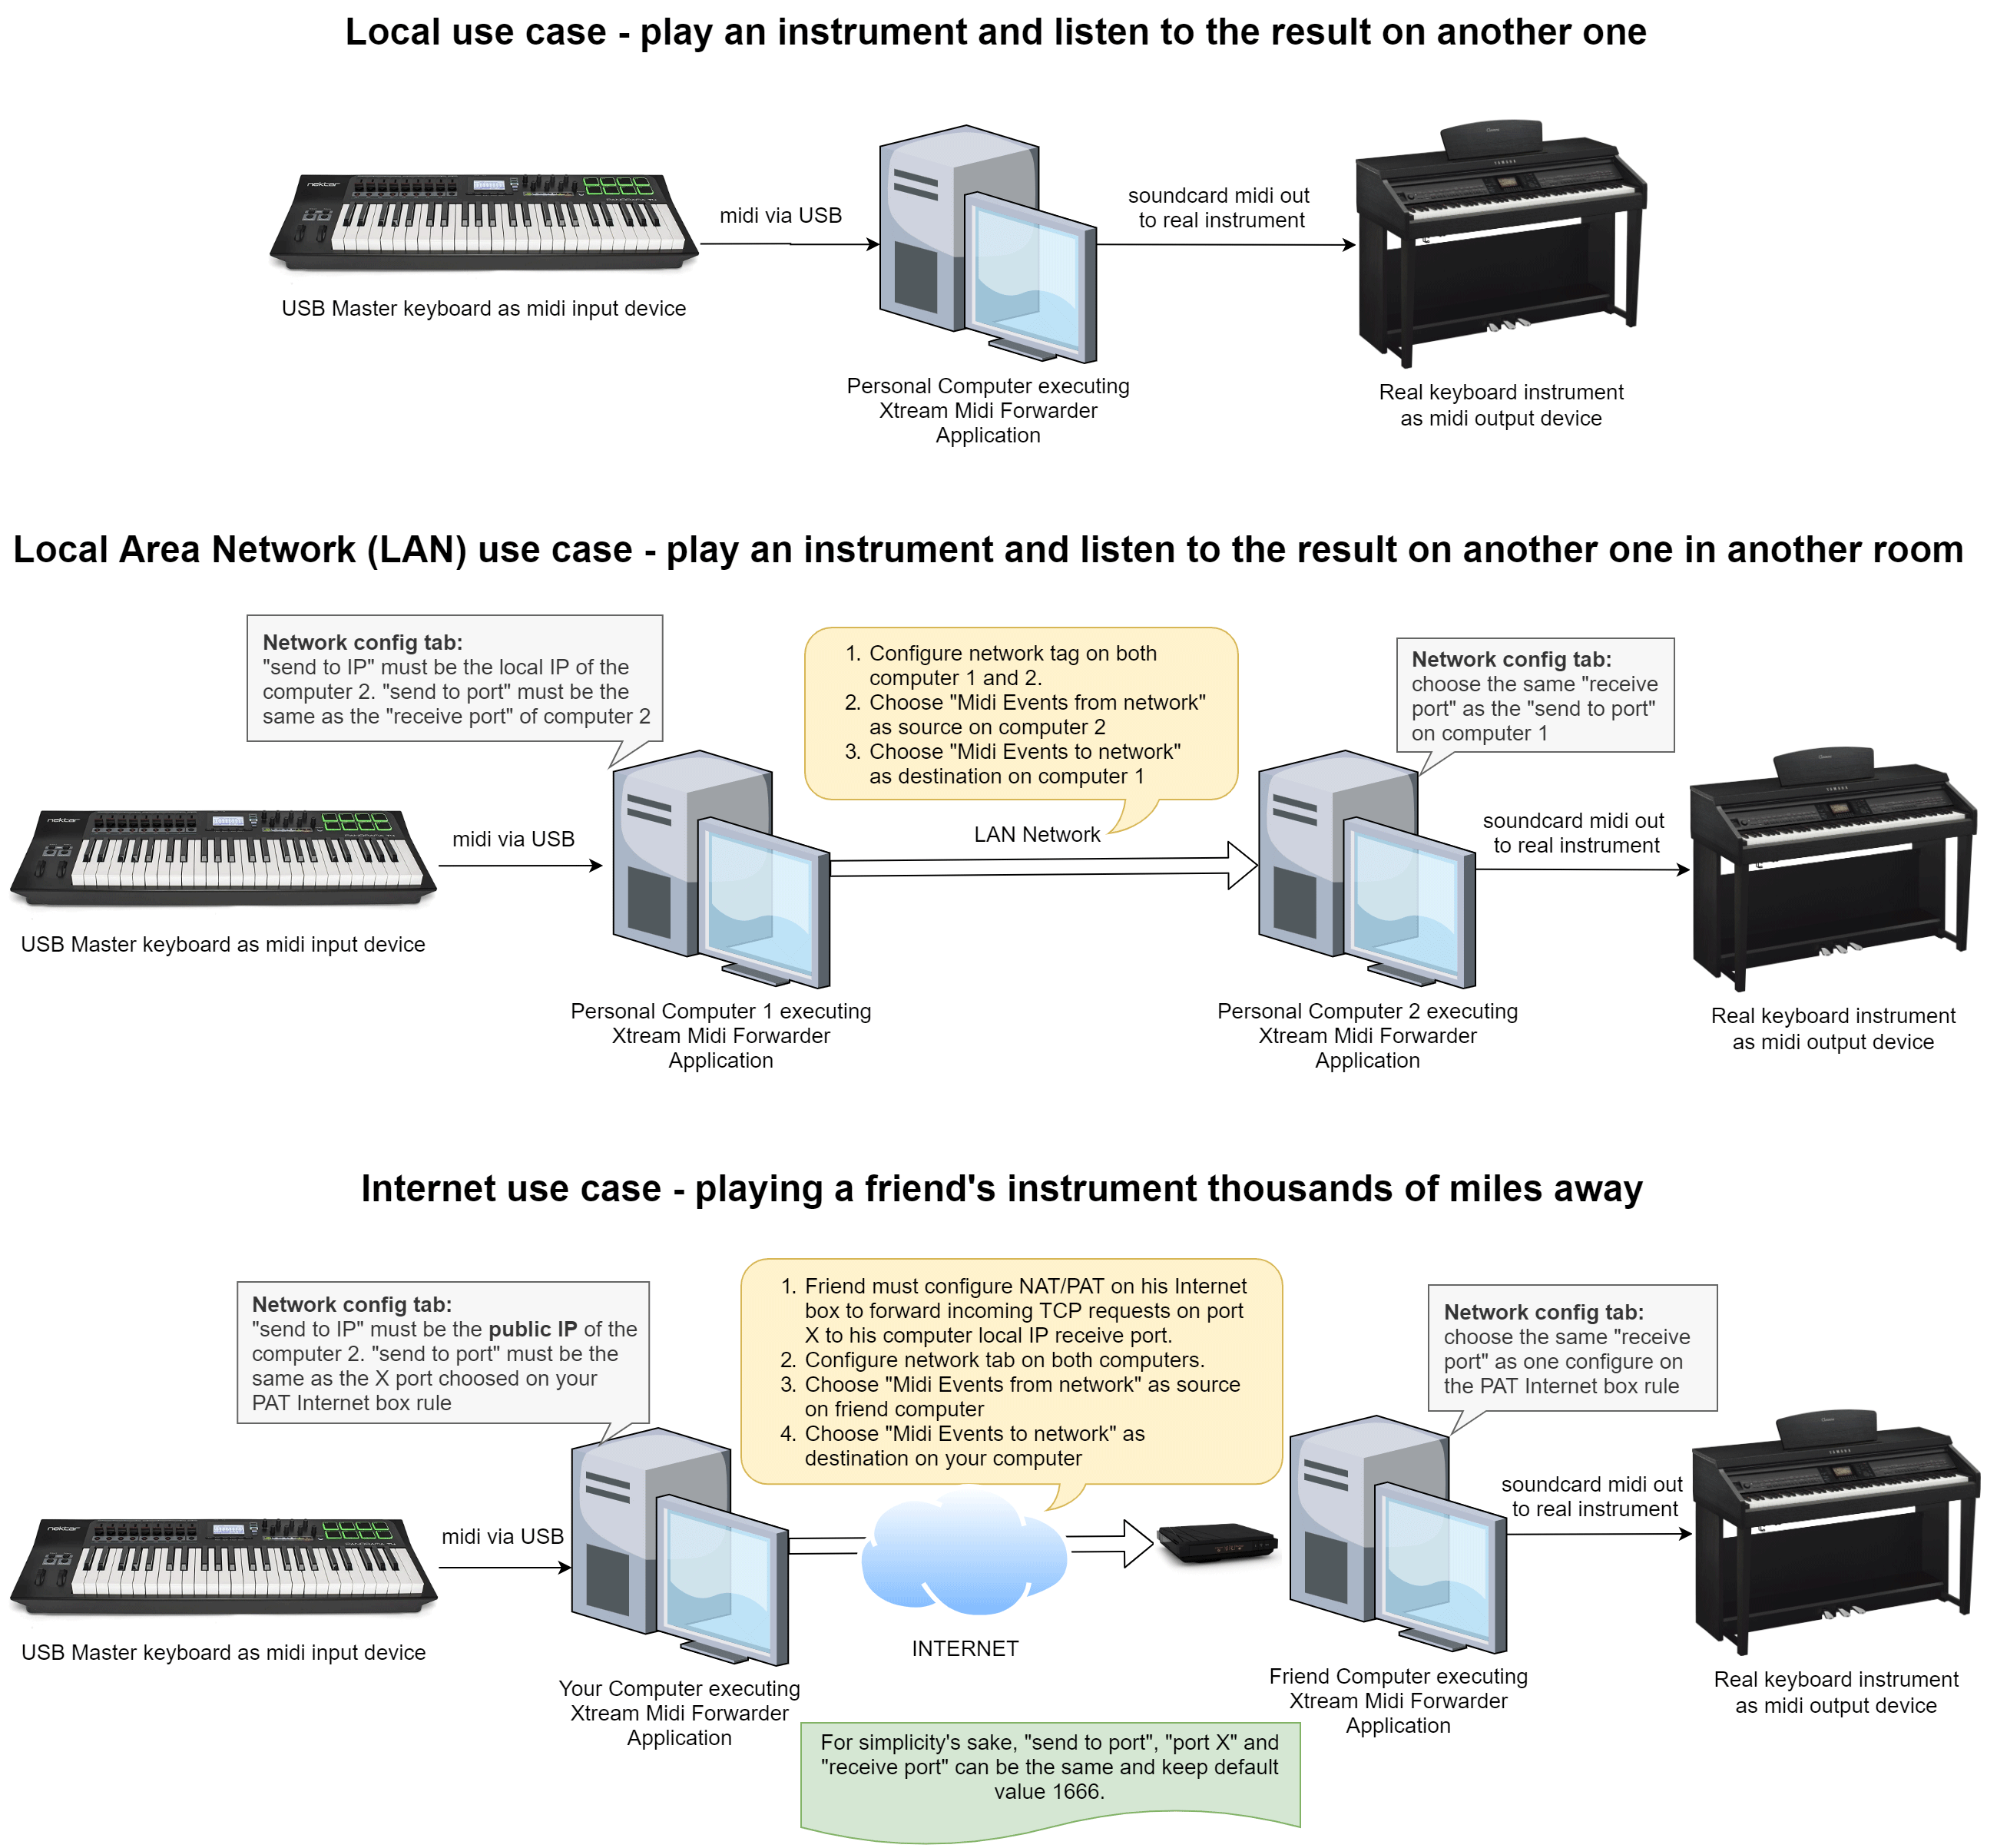 Local use case - play an instrument and listen to the result on another one
nektar
YAMAHA
midi via USB
soundcard midi out
to real instrument
USB Master keyboard as midi input device
Personal Computer executing
Xtream Midi Forwarder
Application
Real keyboard instrument
as midi output device
Local Area Network (LAN) use case - play an instrument and listen to the result on another one in another room
Network config tab:
"send to IP" must be the local IP of the
computer 2. "send to port" must be the
same as the "receive port" of computer 2
1. Configure network tag on both
computer 1 and 2.
2. Choose "Midi Events from network"
as source on computer 2
3. Choose "Midi Events to network"
as destination on computer 1
Network config tab:
choose the same "receive
port" as the "send to port"
on computer 1
nektar
YAMAHA
midi via USB
LAN Network
soundcard midi out
to real instrument
USB Master keyboard as midi input device
Personal Computer 1 executing
Xtream Midi Forwarder
Application
Personal Computer 2 executing
Xtream Midi Forwarder
Application
Real keyboard instrument
as midi output device
Internet use case - playing a friend's instrument thousands of miles away
Network config tab:
"send to IP" must be the public IP of the
computer 2. "send to port" must be the
same as the X port choosed on your
PAT Internet box rule
1. Friend must configure NAT/PAT on his Internet
box to forward incoming TCP requests on port
X to his computer local IP receive port.
2. Configure network tab on both computers.
3. Choose "Midi Events from network" as source
on friend computer
4. Choose "Midi Events to network" as
destination on your computer
Network config tab:
choose the same "receive
port" as one configure on
the PAT Internet box rule
nektar
YAMAHA
midi via USB
soundcard midi out
to real instrument
USB Master keyboard as midi input device
INTERNET
Your Computer executing
Xtream Midi Forwarder
Application
Friend Computer executing
Xtream Midi Forwarder
Application
Real keyboard instrument
as midi output device
For simplicity's sake, "send to port", "port X" and
"receive port" can be the same and keep default
value 1666.